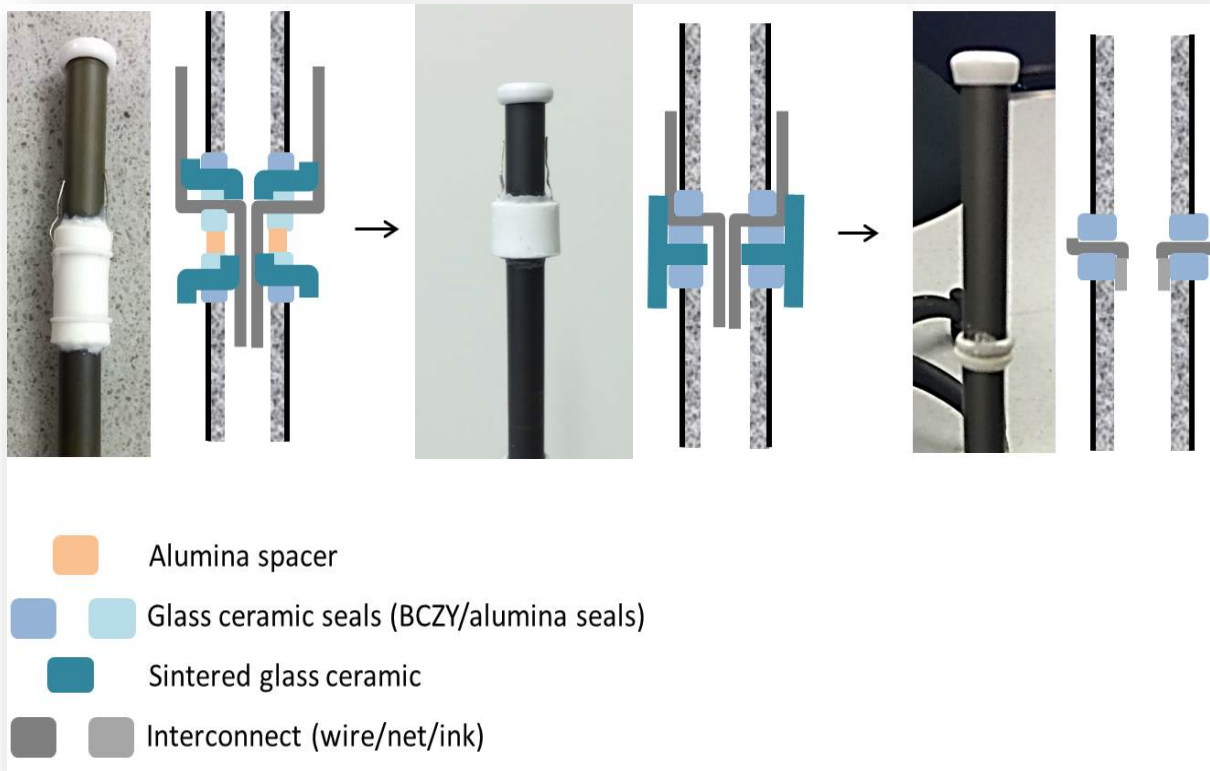 Alumina spacer
Glass ceramic seals (BCZY/alumina seals)
Sintered glass ceramic
Interconnect (wire/net/ink)